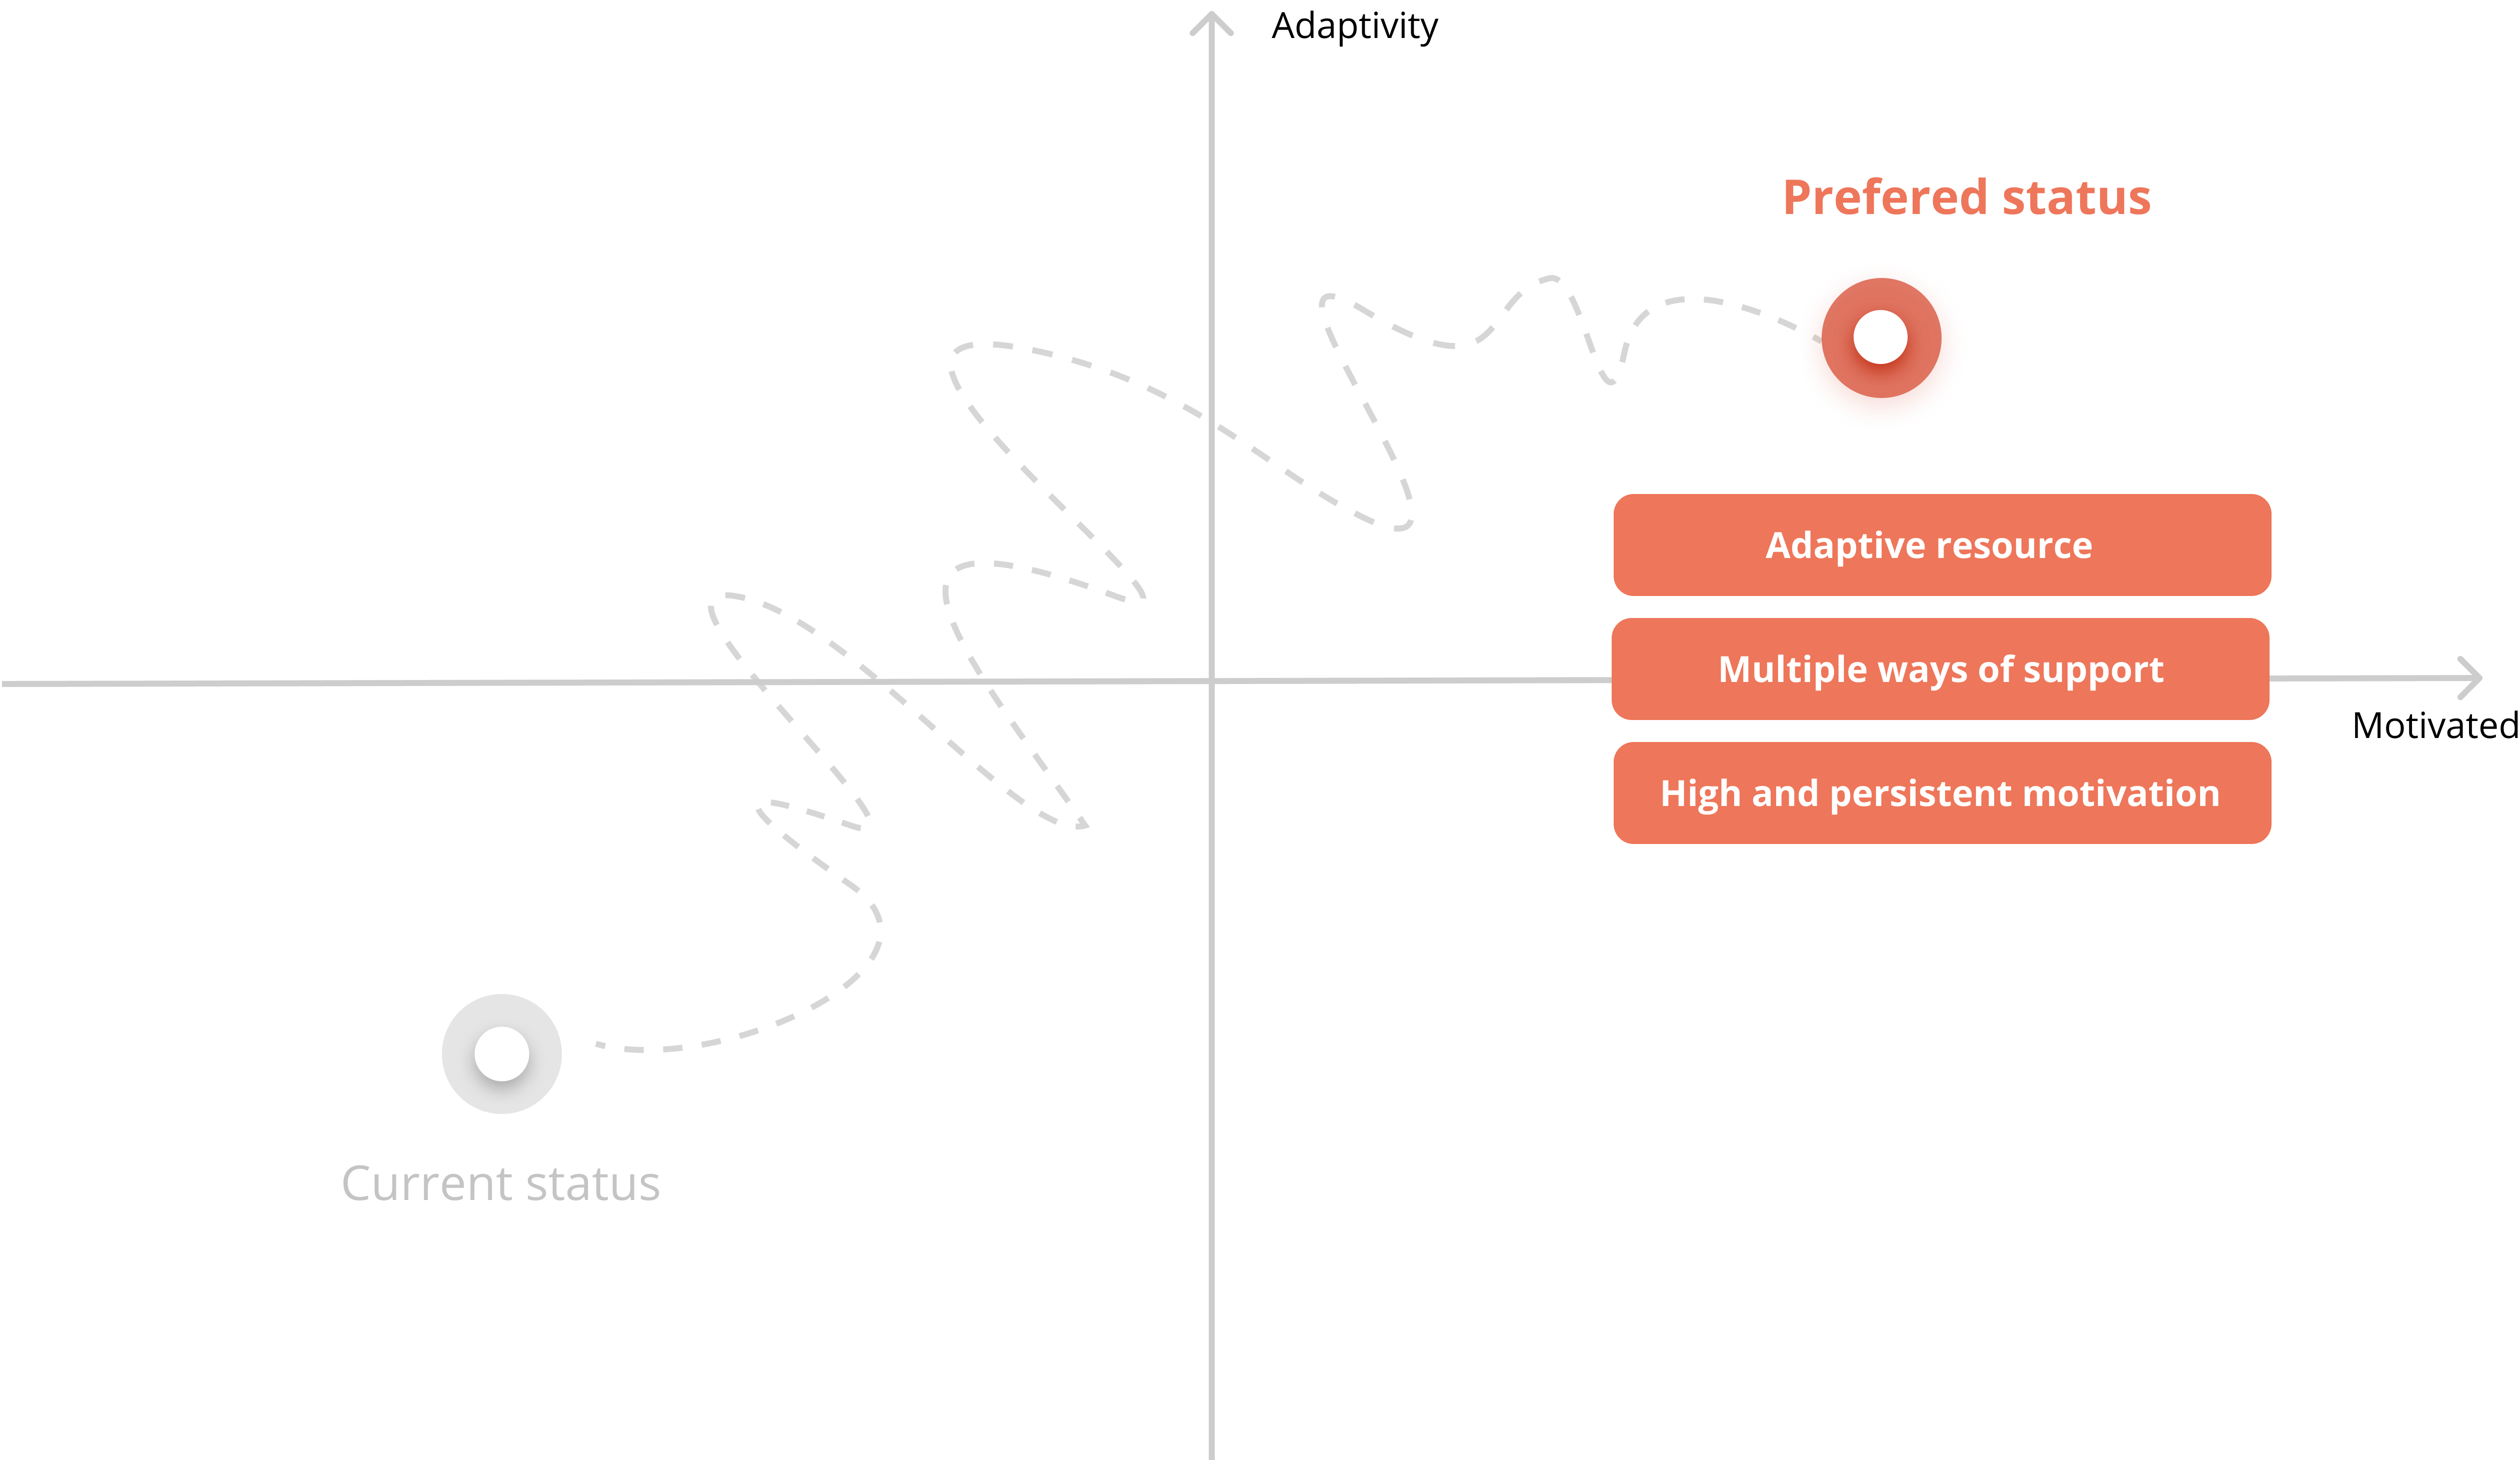 Adaptivity
Prefered status
Adaptive resource
Multiple ways of support
Motivated
High and persistent motivation
Current status